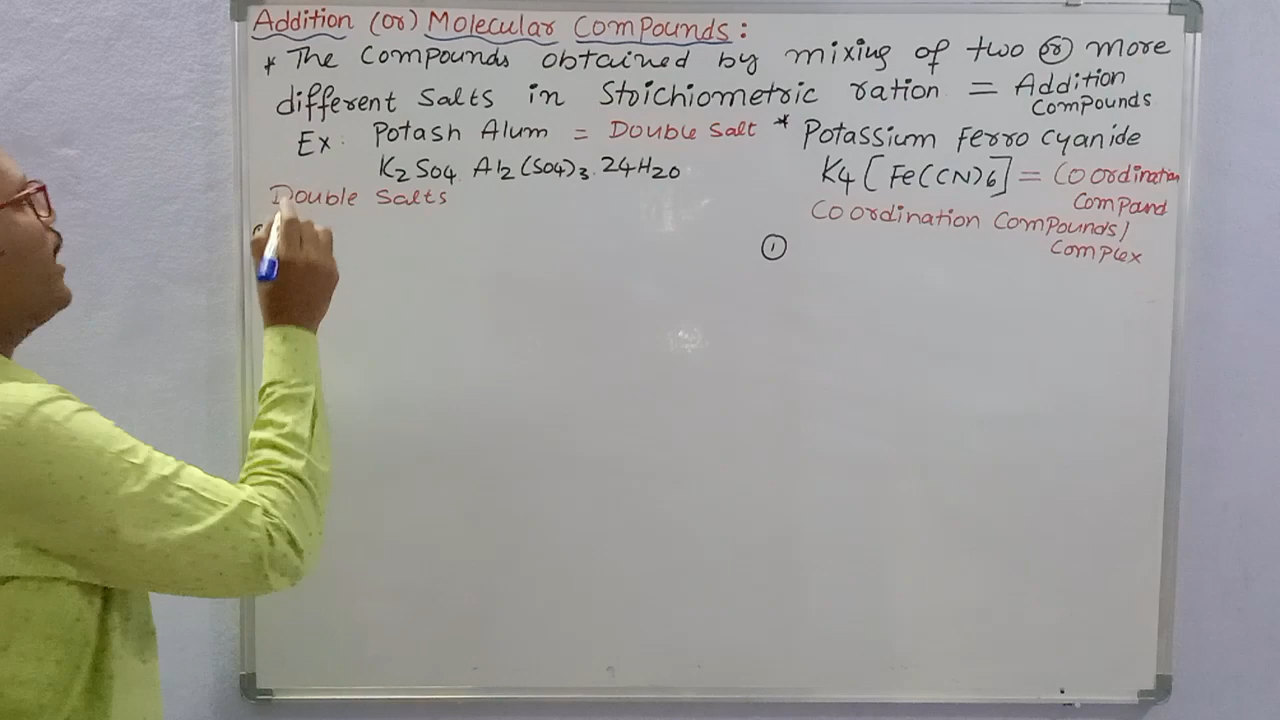 Addition (or) Molecular Compounds :
* The compounds obtained by mixing of two (or) more
different salts in Stoichiometric ration = Addition
compounds
Ex: Potash Alum = Double salt
K2SO4 Al2(SO4)3. 24H2O
Double Salts
* Potassium Ferro cyanide
K4[Fe(CN)6] = Coordination
Compand
Coordination Compounds/
Complex
①